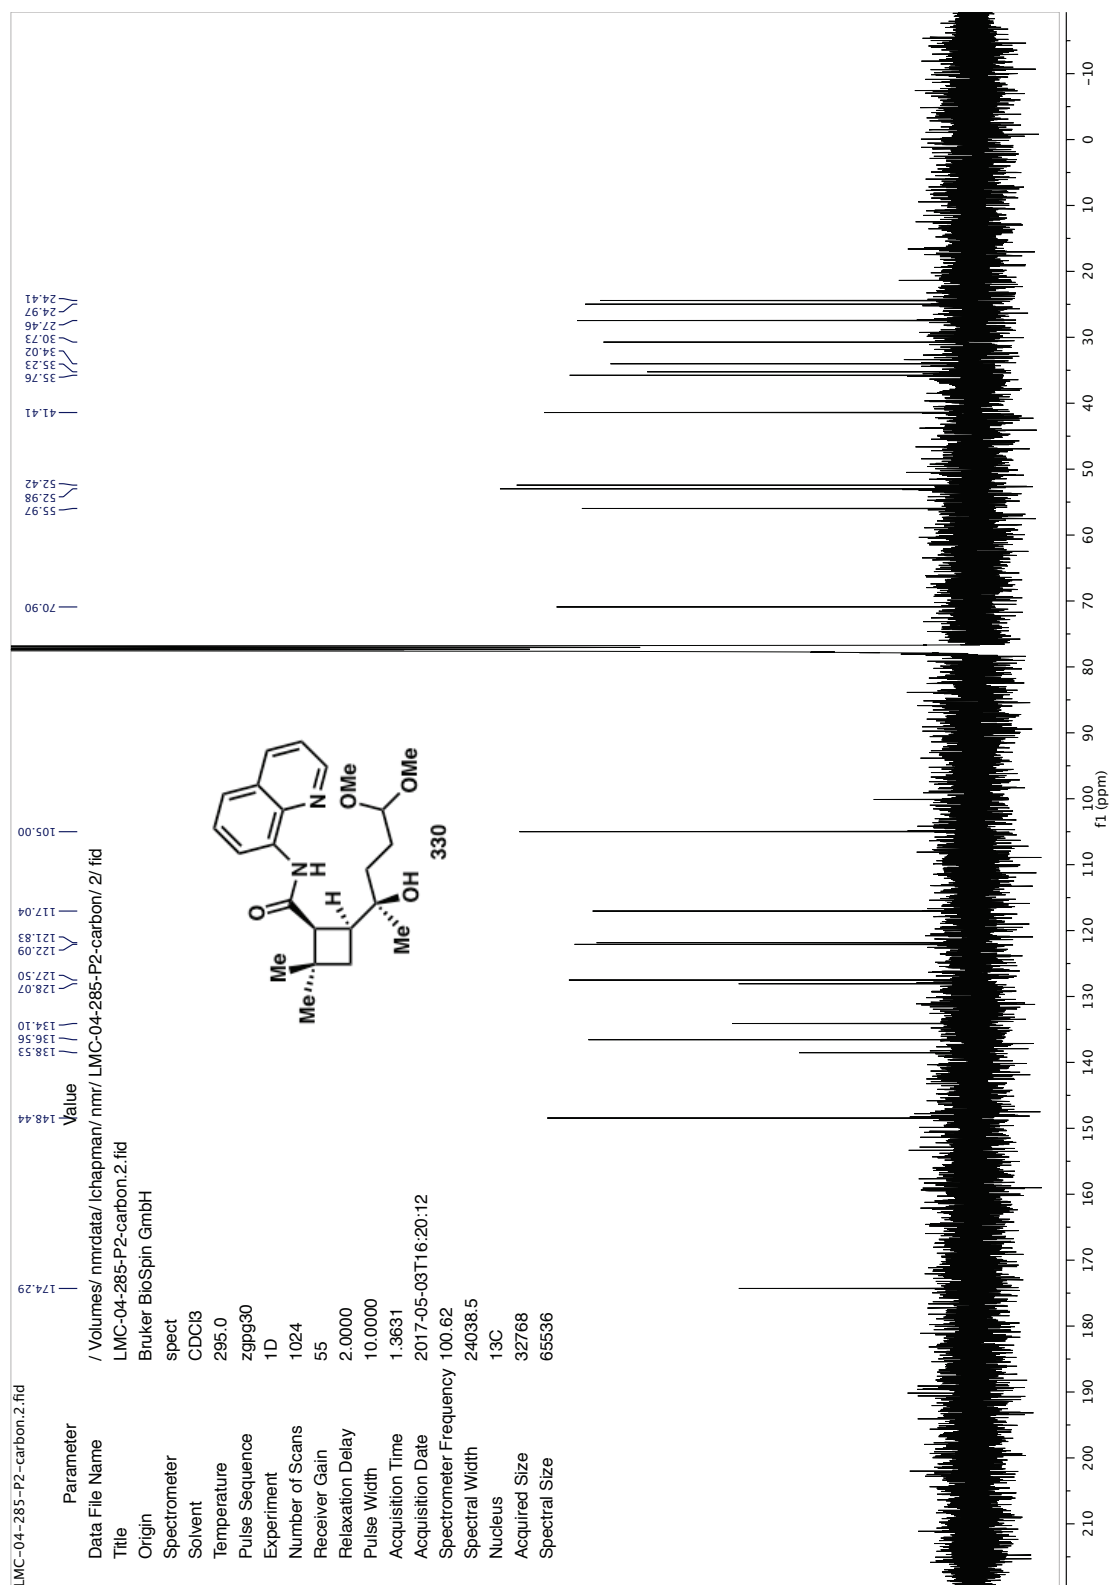 LMC-04-285-P2-carbon.2.fid
Parameter Value
Data File Name / Volumes/ nmrdata/ lchapman/ nmr/ LMC-04-285-P2-carbon/ 2/ fid
Title LMC-04-285-P2-carbon.2.fid
Origin Bruker BioSpin GmbH
Spectrometer spect
Solvent CDCl3
Temperature 295.0
Pulse Sequence zgpg30
Experiment 1D
Number of Scans 1024
Receiver Gain 55
Relaxation Delay 2.0000
Pulse Width 10.0000
Acquisition Time 1.3631
Acquisition Date 2017-05-03T16:20:12
Spectrometer Frequency 100.62
Spectral Width 24038.5
Nucleus 13C
Acquired Size 32768
Spectral Size 65536
174.29
148.44
138.53
136.56
134.10
128.07
127.50
122.09
121.83
117.04
105.00
70.90
55.97
52.98
52.42
41.41
35.76
35.23
34.02
30.73
27.46
24.97
24.41
O
N
H
N
Me
Me
H
OMe
OMe
Me
OH
330
210 200 190 180 170 160 150 140 130 120 110 100 90 80 70 60 50 40 30 20 10 0 -10
f1 (ppm)